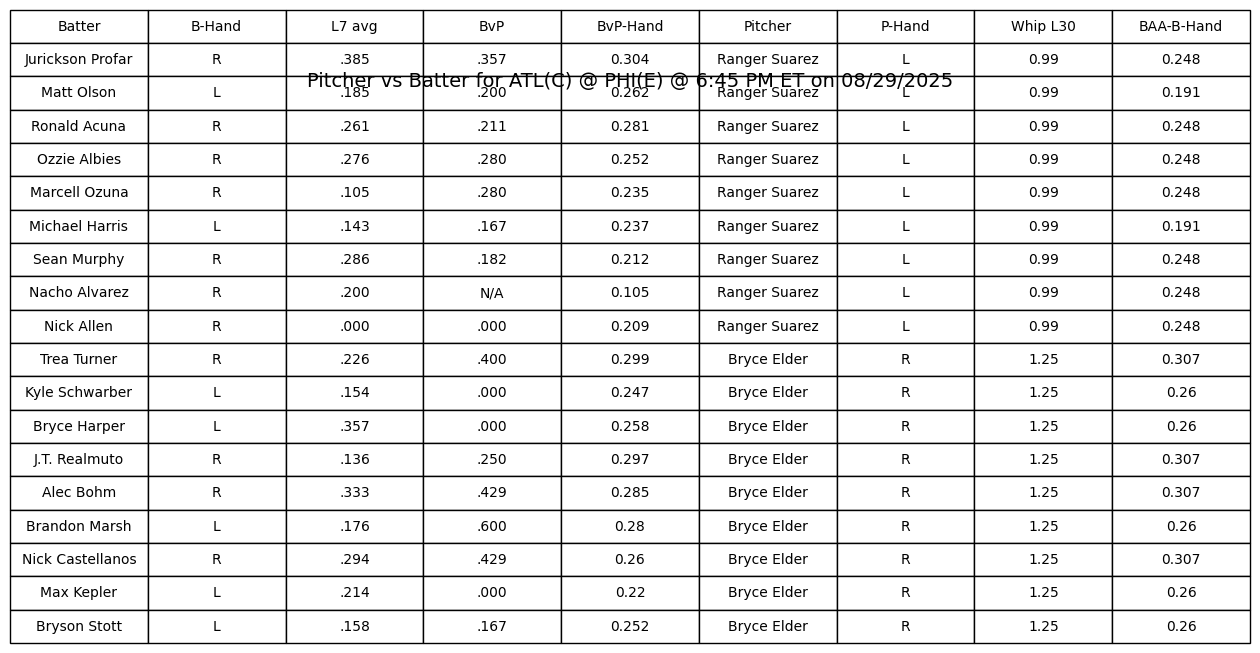 Batter B-Hand L7 avg BvP BvP-Hand Pitcher P-Hand Whip L30 BAA-B-Hand
Jurickson Profar R .385 .357 0.304 Ranger Suarez L 0.99 0.248
Pitcher vs Batter for ATL(C) @ PHI(E) @ 6:45 PM ET on 08/29/2025
Matt Olson L .185 .200 0.262 Ranger Suarez L 0.99 0.191
Ronald Acuna R .261 .211 0.281 Ranger Suarez L 0.99 0.248
Ozzie Albies R .276 .280 0.252 Ranger Suarez L 0.99 0.248
Marcell Ozuna R .105 .280 0.235 Ranger Suarez L 0.99 0.248
Michael Harris L .143 .167 0.237 Ranger Suarez L 0.99 0.191
Sean Murphy R .286 .182 0.212 Ranger Suarez L 0.99 0.248
Nacho Alvarez R .200 N/A 0.105 Ranger Suarez L 0.99 0.248
Nick Allen R .000 .000 0.209 Ranger Suarez L 0.99 0.248
Trea Turner R .226 .400 0.299 Bryce Elder R 1.25 0.307
Kyle Schwarber L .154 .000 0.247 Bryce Elder R 1.25 0.26
Bryce Harper L .357 .000 0.258 Bryce Elder R 1.25 0.26
J.T. Realmuto R .136 .250 0.297 Bryce Elder R 1.25 0.307
Alec Bohm R .333 .429 0.285 Bryce Elder R 1.25 0.307
Brandon Marsh L .176 .600 0.28 Bryce Elder R 1.25 0.26
Nick Castellanos R .294 .429 0.26 Bryce Elder R 1.25 0.307
Max Kepler L .214 .000 0.22 Bryce Elder R 1.25 0.26
Bryson Stott L .158 .167 0.252 Bryce Elder R 1.25 0.26